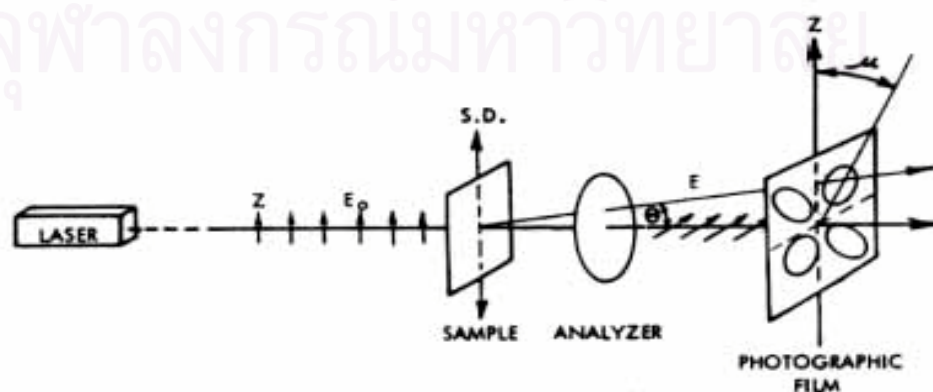 จุฬาลงกรณ์มหาวิทยาลัย
Z
μ
S.D.
Z
E₀
E
θ
LASER
SAMPLE
ANALYZER
PHOTOGRAPHIC
FILM